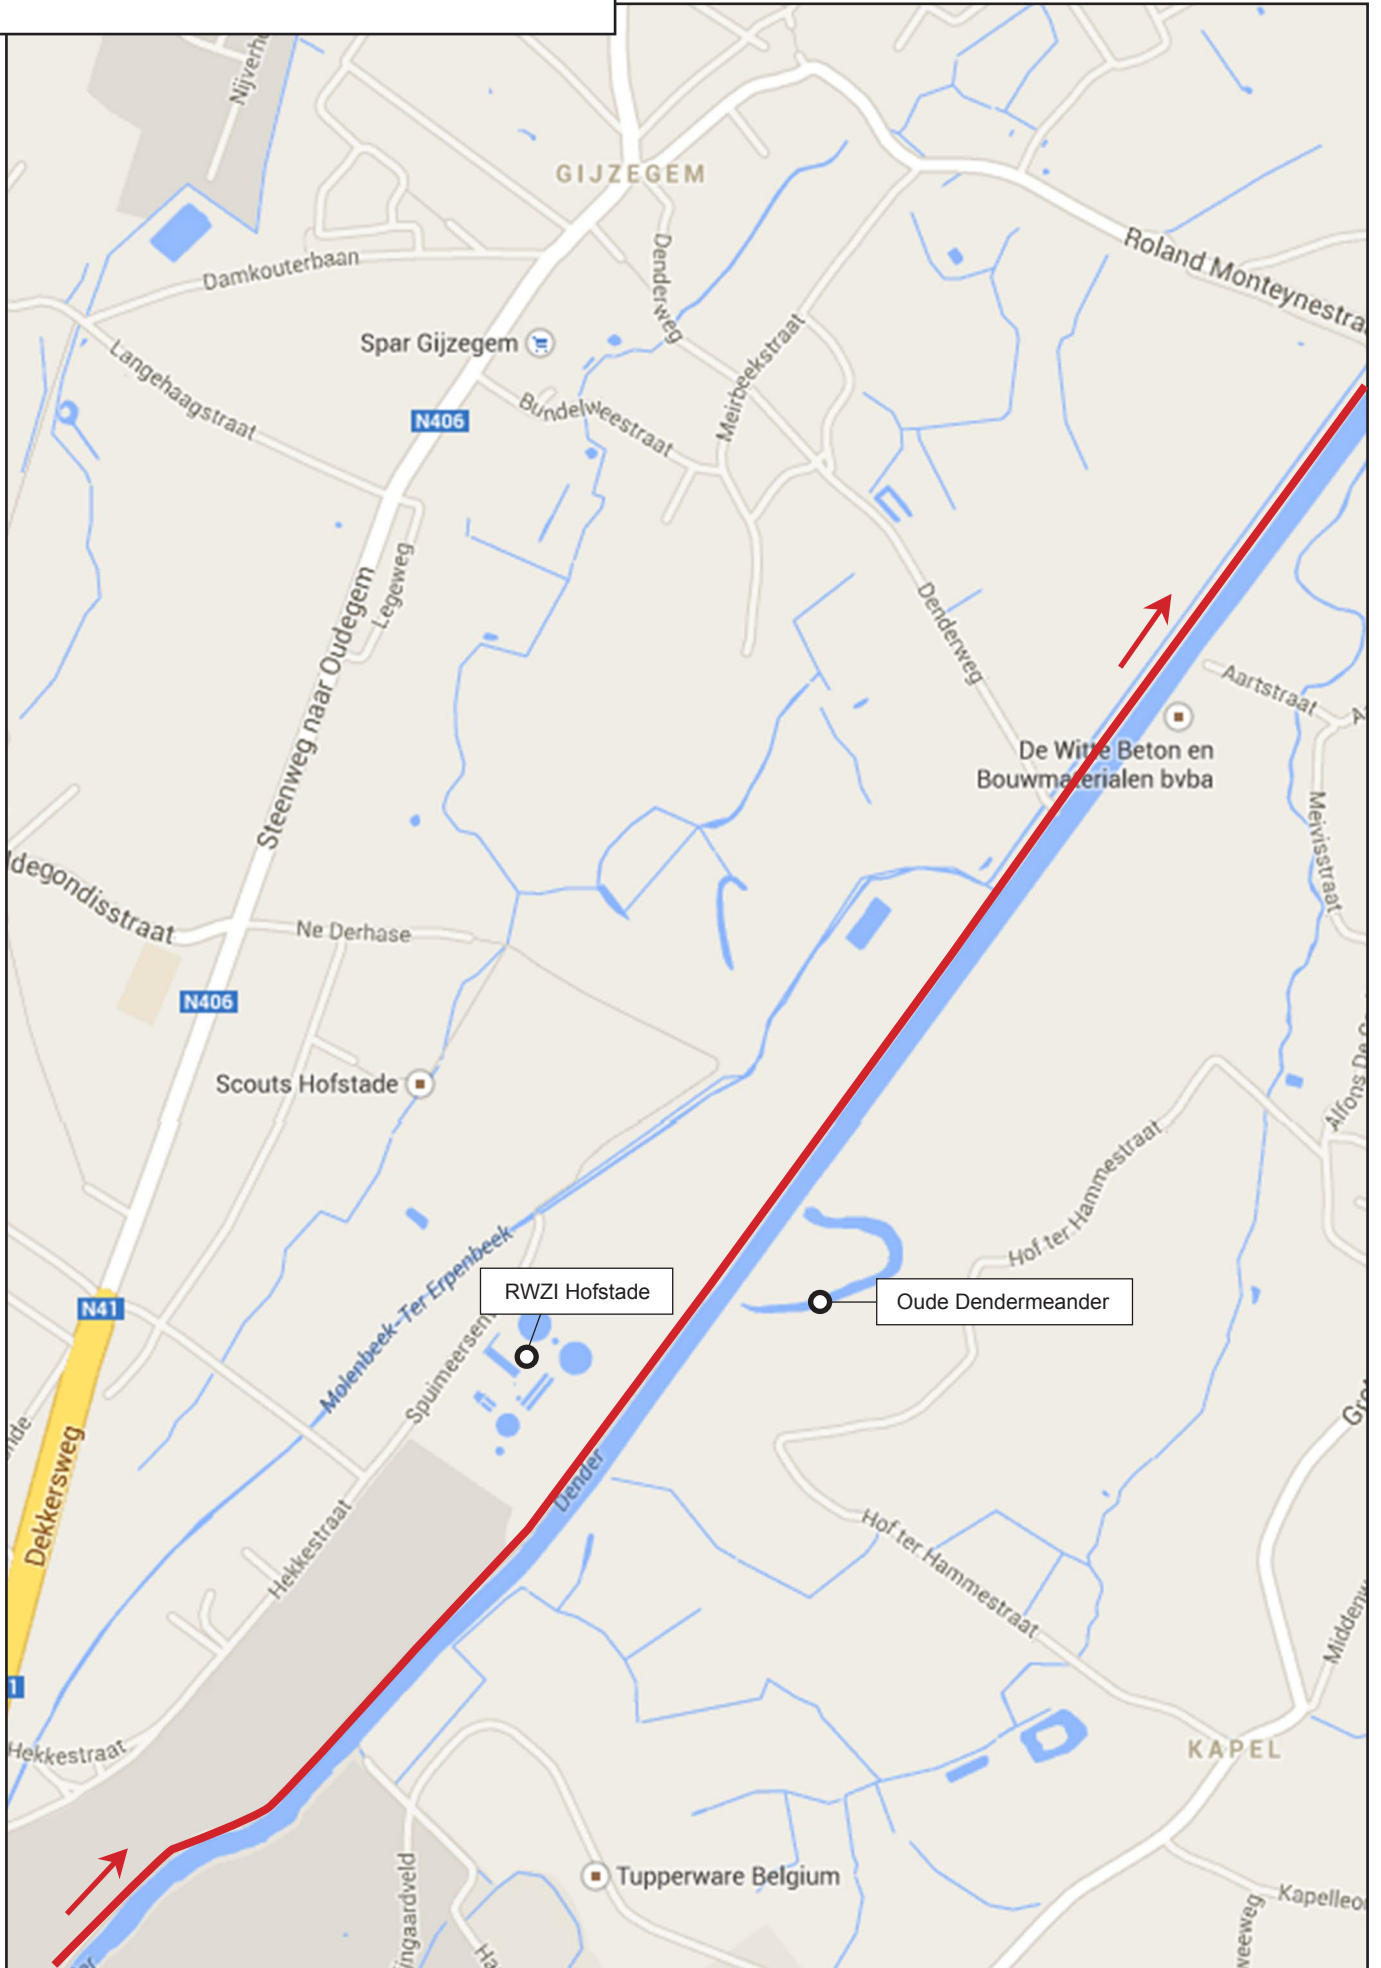 GIJZEGEM
Denderweg
Damkouterbaan
Roland Monteynestra
Spar Gijzegem
Langehaagstraat
Meirbeekstraat
Bundelweestraat
N406
Legeweg
Steenweg naar Oudegem
Denderweg
Aartstraat
De Witte Beton en
Bouwmaterialen bvba
Meivisstraat
ldegondisstraat
Ne Derhase
N406
Scouts Hofstade
Alfons De
Hof ter Hammestraat
Molenbeek-Ter Erpenbeek
RWZI Hofstade
Oude Dendermeander
N41
Spuimeersen
Dekkersweg
Dender
Hekkestraat
Hof ter Hammestraat
Hekkestraat
KAPEL
Tupperware Belgium
ingaardveld
Kapelleo